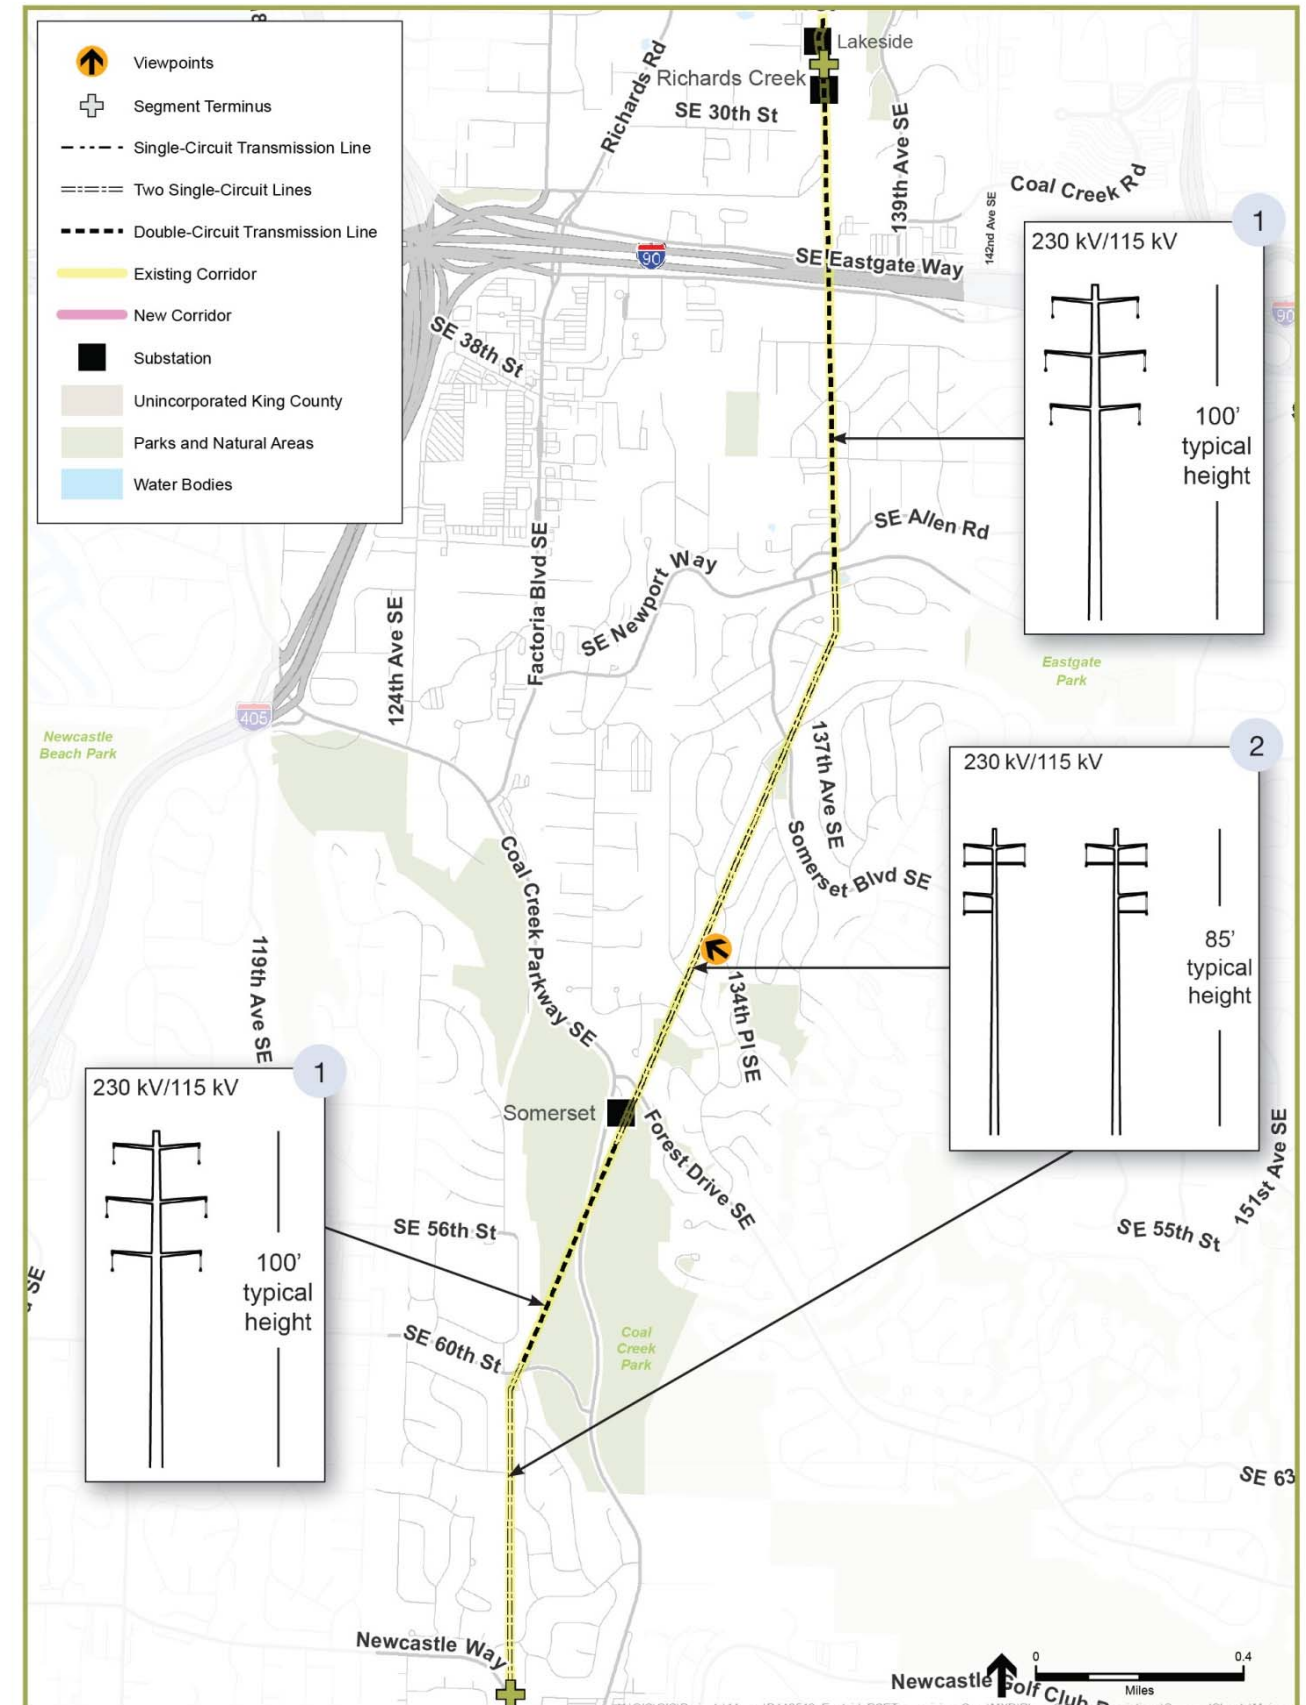 Viewpoints
Segment Terminus
Single-Circuit Transmission Line
Two Single-Circuit Lines
Double-Circuit Transmission Line
Existing Corridor
New Corridor
Substation
Unincorporated King County
Parks and Natural Areas
Water Bodies
Lakeside
Richards Creek
Richards Rd
SE 30th St
139th Ave SE
142nd Ave SE
Coal Creek Rd
90
SE Eastgate Way
90
1
230 kV/115 kV
100'
typical
height
SE 38th St
Factoria Blvd SE
124th Ave SE
SE Allen Rd
SE Newport Way
Eastgate
Park
405
Newcastle
Beach Park
137th Ave SE
Somerset Blvd SE
2
230 kV/115 kV
85'
typical
height
Coal Creek Parkway SE
119th Ave SE
134th Pl SE
1
230 kV/115 kV
100'
typical
height
Somerset
Forest Drive SE
151st Ave SE
SE 55th St
SE 56th St
SE
SE 60th St
Coal
Creek
Park
SE 63
Newcastle Way
Newcastle Golf Club
0 0.4
Miles